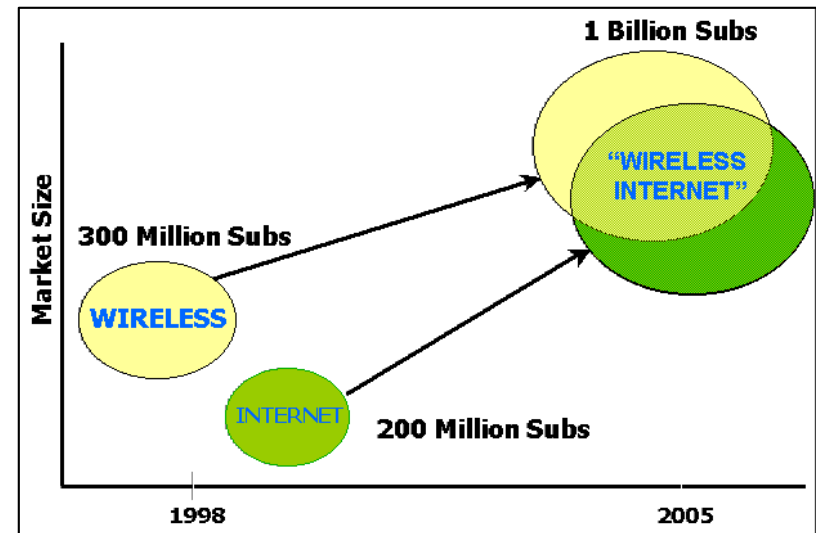 1 Billion Subs
“WIRELESS
INTERNET”
Market Size
300 Million Subs
WIRELESS
INTERNET
200 Million Subs
1998
2005